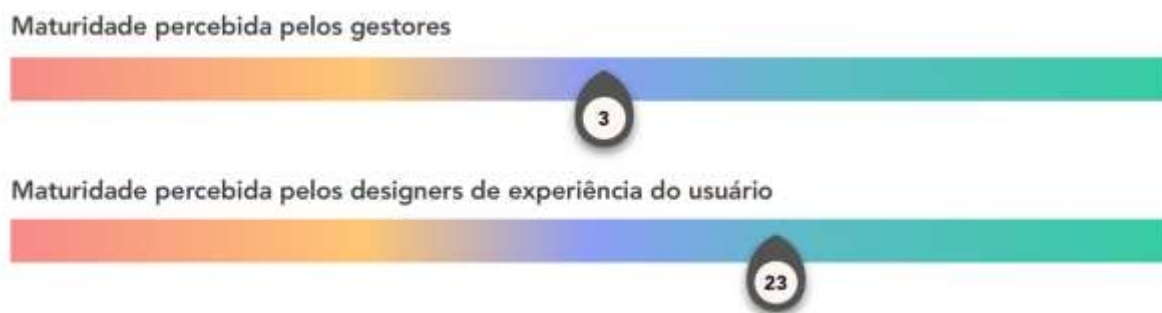 Maturidade percebida pelos gestores
3
Maturidade percebida pelos designers de experiência do usuário
23